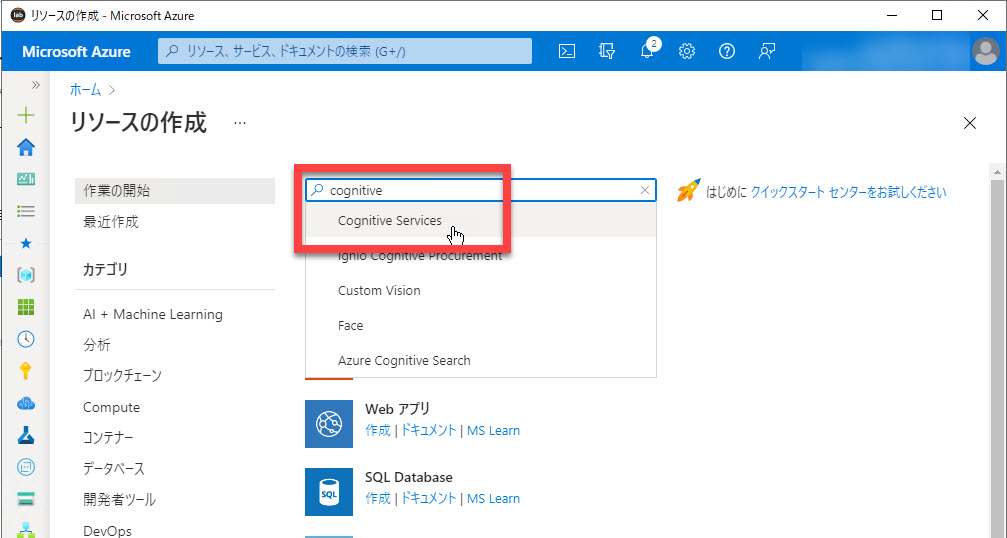 lab リソースの作成 - Microsoft Azure
Microsoft Azure
リソース、サービス、ドキュメントの検索 (G+/)
2
ホーム >
リソースの作成 ...
作業の開始
最近作成
カテゴリ
AI + Machine Learning
分析
ブロックチェーン
Compute
コンテナー
データベース
開発者ツール
DevOps
cognitive
Cognitive Services
Ignio Cognitive Procurement
Custom Vision
Face
Azure Cognitive Search
Web アプリ
作成 | ドキュメント | MS Learn
SQL
SQL Database
作成 | ドキュメント | MS Learn
はじめに クイックスタート センターをお試しください